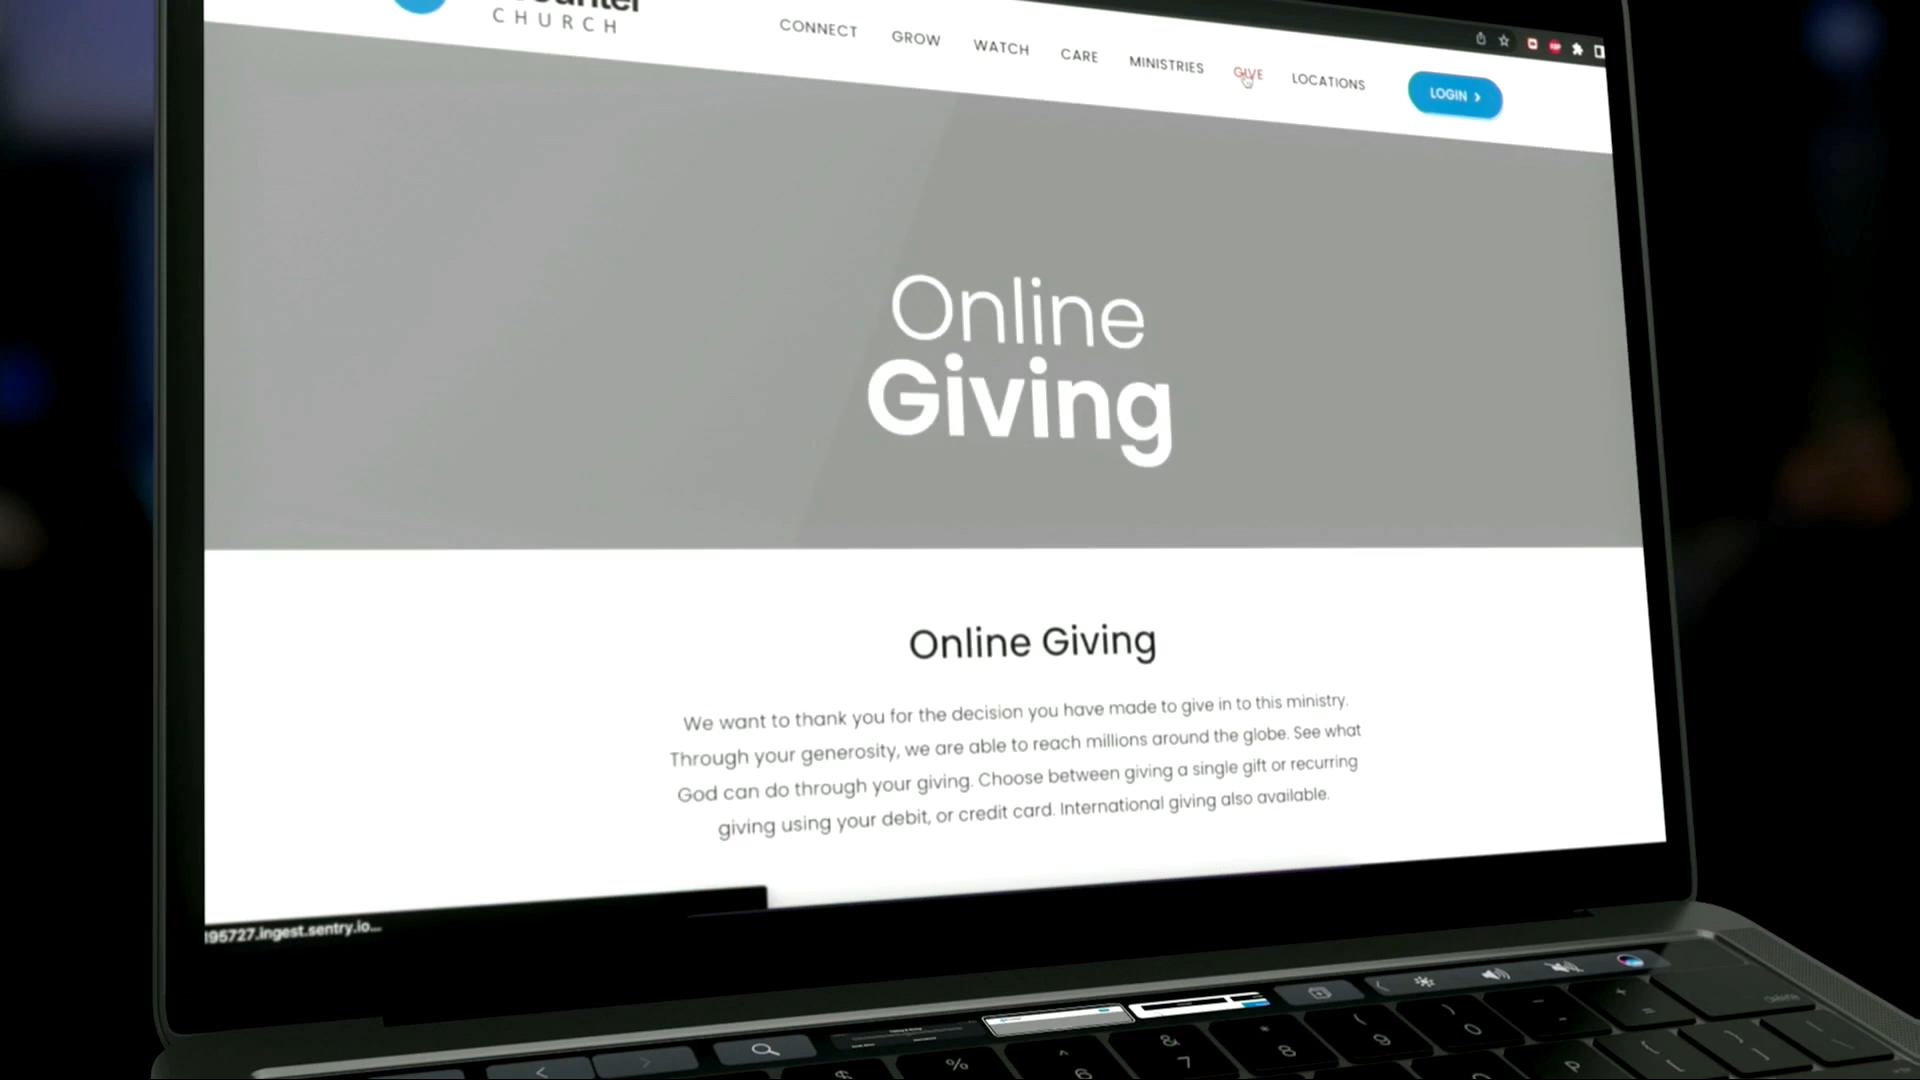 CHURCH
CONNECT GROW WATCH CARE MINISTRIES GIVE LOCATIONS LOGIN
Online
Giving
Online Giving
We want to thank you for the decision you have made to give in to this ministry.
Through your generosity, we are able to reach millions around the globe. See what
God can do through your giving. Choose between giving a single gift or recurring
giving using your debit, or credit card. International giving also available.
195727.ingest.sentry.io...